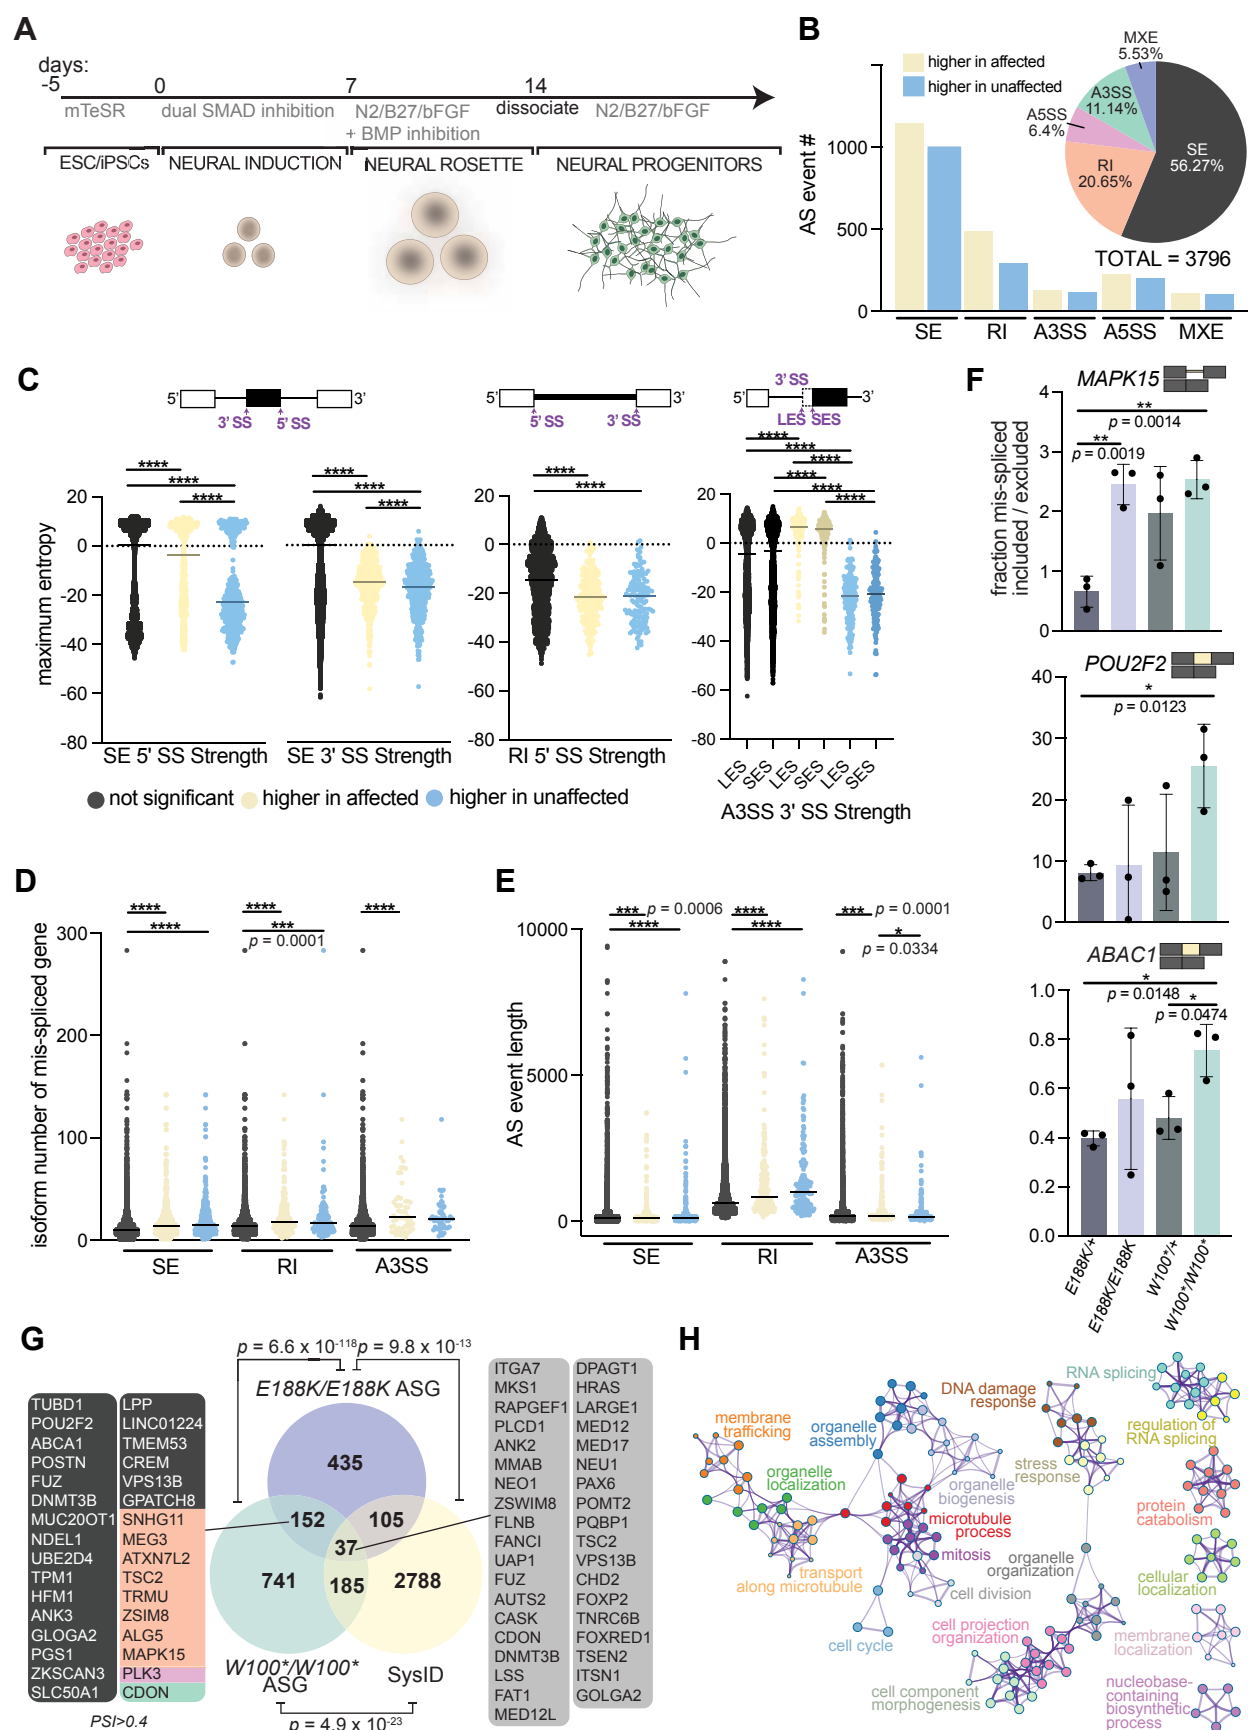 A
days:
-5 0 7 14
mTeSR dual SMAD inhibition N2/B27/bFGF dissociate N2/B27/bFGF
+ BMP inhibition
ESC/iPSCs NEURAL INDUCTION NEURAL ROSETTE NEURAL PROGENITORS
B
higher in affected
higher in unaffected
AS event #
1000
500
0
SE RI A3SS A5SS MXE
MXE
5.53%
A3SS
11.14%
A5SS
6.4%
RI
20.65%
SE
56.27%
TOTAL = 3796
C
5' 3'
3' SS 5' SS
**** **** ****
**** **** ****
maximum entropy
20
0
-20
-40
-60
-80
SE 5' SS Strength
SE 3' SS Strength
5' 3'
5' SS 3' SS
****
****
20
0
-20
-40
-60
-80
RI 5' SS Strength
3' SS
5' 3'
LES SES
****
****
****
****
****
****
20
0
-20
-40
-60
-80
LES SES LES SES LES SES
A3SS 3' SS Strength
not significant higher in affected higher in unaffected
D
isoform number of mis-spliced gene
300
200
100
0
****
****
****
***
p = 0.0001
****
SE RI A3SS
E
AS event length
10000
5000
0
*** p = 0.0006
****
****
****
*** p = 0.0001
*
p = 0.0334
SE RI A3SS
F
fraction mis-spliced
included / excluded
MAPK15
4
3
2
1
0
**
p = 0.0014
**
p = 0.0019
POU2F2
40
30
20
10
0
*
p = 0.0123
ABAC1
1.0
0.8
0.6
0.4
0.2
0.0
*
p = 0.0148
*
p = 0.0474
E188K/+
E188K/E188K
W100*/+
W100*/W100*
G
p = 6.6 x 10-118 p = 9.8 x 10-13
E188K/E188K ASG
435
152 105
37
741 185 2788
W100*/W100*
ASG
SysID
p = 4.9 x 10-23
TUBD1
POU2F2
ABCA1
POSTN
FUZ
DNMT3B
MUC20OT1
NDEL1
UBE2D4
TPM1
HFM1
ANK3
GLOGA2
PGS1
ZKSCAN3
SLC50A1
LPP
LINC01224
TMEM53
CREM
VPS13B
GPATCH8
SNHG11
MEG3
ATXN7L2
TSC2
TRMU
ZSIM8
ALG5
MAPK15
PLK3
CDON
PSI>0.4
ITGA7
MKS1
RAPGEF1
PLCD1
ANK2
MMAB
NEO1
ZSWIM8
FLNB
FANCI
UAP1
FUZ
AUTS2
CASK
CDON
DNMT3B
LSS
FAT1
MED12L
DPAGT1
HRAS
LARGE1
MED12
MED17
NEU1
PAX6
POMT2
PQBP1
TSC2
VPS13B
CHD2
FOXP2
TNRC6B
FOXRED1
TSEN2
ITSN1
GOLGA2
H
membrane
trafficking
organelle
localization
organelle
assembly
DNA damage
response
RNA splicing
regulation of
RNA splicing
stress
response
organelle
biogenesis
microtubule
process
mitosis
transport
along microtubule
cell division
cell cycle
organelle
organization
protein
catabolism
cellular
localization
cell projection
organization
membrane
localization
cell component
morphogenesis
nucleobase-
containing
biosynthetic
process